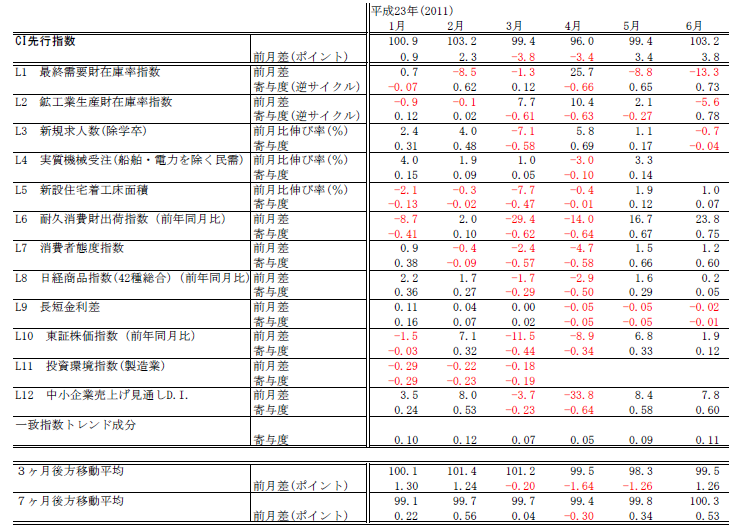 平成23年(2011)
1月 2月 3月 4月 5月 6月
CI先行指数 100.9 103.2 99.4 96.0 99.4 103.2
前月差(ポイント) 0.9 2.3 -3.8 -3.4 3.4 3.8
L1 最終需要財在庫率指数 前月差 0.7 -8.5 -1.3 25.7 -8.8 -13.3
寄与度(逆サイクル) -0.07 0.62 0.12 -0.66 0.65 0.73
L2 鉱工業生産財在庫率指数 前月差 -0.9 -0.1 7.7 10.4 2.1 -5.6
寄与度(逆サイクル) 0.12 0.02 -0.61 -0.63 -0.27 0.78
L3 新規求人数(除学卒) 前月比伸び率(%) 2.4 4.0 -7.1 5.8 1.1 -0.7
寄与度 0.31 0.48 -0.58 0.69 0.17 -0.04
L4 実質機械受注(船舶・電力を除く民需) 前月比伸び率(%) 4.0 1.9 1.0 -3.0 3.3
寄与度 0.15 0.09 0.05 -0.10 0.14
L5 新設住宅着工床面積 前月比伸び率(%) -2.1 -0.3 -7.7 -0.4 1.9 1.0
寄与度 -0.13 -0.02 -0.47 -0.01 0.12 0.07
L6 耐久消費財出荷指数(前年同月比) 前月差 -8.7 2.0 -29.4 -14.0 16.7 23.8
寄与度 -0.41 0.10 -0.62 -0.64 0.67 0.75
L7 消費者態度指数 前月差 0.9 -0.4 -2.4 -4.7 1.5 1.2
寄与度 0.38 -0.09 -0.57 -0.58 0.66 0.60
L8 日経商品指数(42種総合)(前年同月比) 前月差 2.2 1.7 -1.7 -2.9 1.6 0.2
寄与度 0.36 0.27 -0.29 -0.50 0.29 0.05
L9 長短金利差 前月差 0.11 0.04 0.00 -0.05 -0.05 -0.02
寄与度 0.16 0.07 0.02 -0.05 -0.05 -0.01
L10 東証株価指数(前年同月比) 前月差 -1.5 7.1 -11.5 -8.9 6.8 1.9
寄与度 -0.03 0.32 -0.44 -0.34 0.33 0.12
L11 投資環境指数(製造業) 前月差 -0.29 -0.22 -0.18
寄与度 -0.29 -0.23 -0.19
L12 中小企業売上げ見通しD.I. 前月差 3.5 8.0 -3.7 -33.8 8.4 7.8
寄与度 0.24 0.53 -0.23 -0.64 0.58 0.60
一致指数トレンド成分
寄与度 0.10 0.12 0.07 0.05 0.09 0.11
3ヶ月後方移動平均 100.1 101.4 101.2 99.5 98.3 99.5
前月差(ポイント) 1.30 1.24 -0.20 -1.64 -1.26 1.26
7ヶ月後方移動平均 99.1 99.7 99.7 99.4 99.8 100.3
前月差(ポイント) 0.22 0.56 0.04 -0.30 0.34 0.53